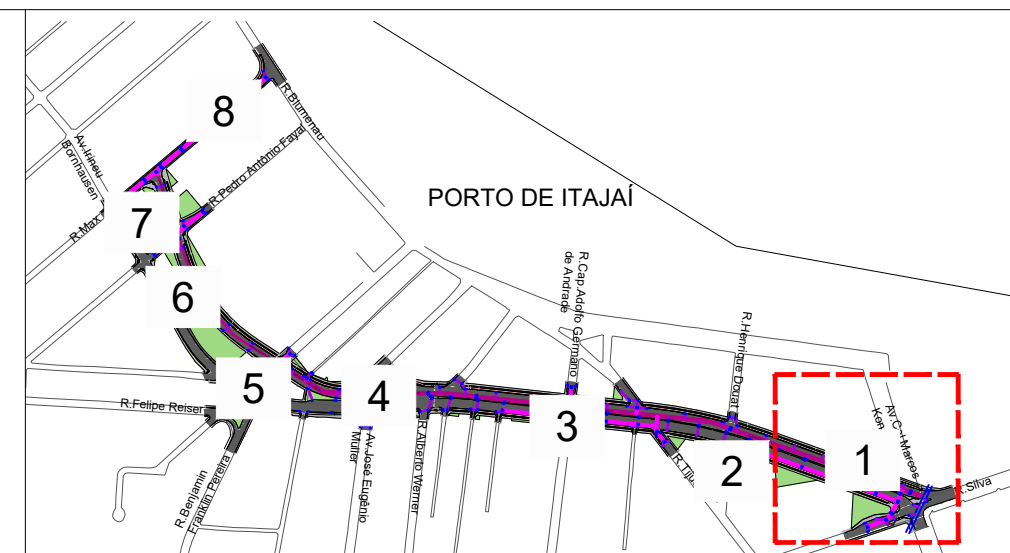 8
R.Blumenau
Av.Irineu
Bornhausen
R.Pedro Antônio Fayal
PORTO DE ITAJAÍ
7
R.Max
6
R.Cap.Adolfo Germano
de Andrade
R.Henrique Douat
5
4
3
2
1
R.Felipe Reiser
Av.C
Marcos
R.Silva
R.Benjamin
Franklin Pereira
Av.José Eugênio
Muller
R.Alberto Werner